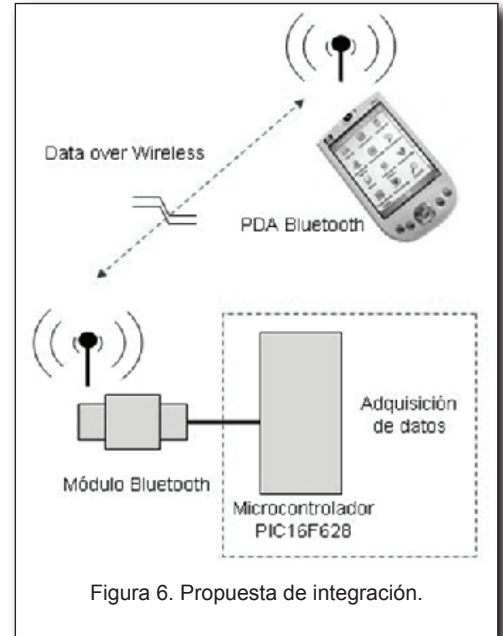 Data over Wireless
PDA Bluetooth
Adquisición
de datos
Módulo Bluetooth
Microcontrolador
PIC16F628
Figura 6. Propuesta de integración.